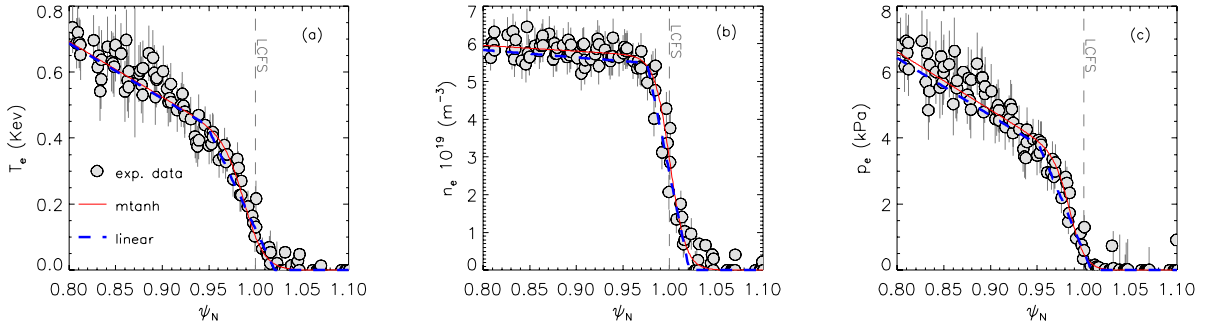 (a)
LCFS
T_e (Kev)
0.8
0.6
0.4
0.2
0.0
exp. data
mtanh
linear
0.80 0.85 0.90 0.95 1.00 1.05 1.10
ψ_N
(b)
LCFS
n_e 10^19 (m^-3)
7
6
5
4
3
2
1
0
0.80 0.85 0.90 0.95 1.00 1.05 1.10
ψ_N
(c)
LCFS
p_e (kPa)
8
6
4
2
0
0.80 0.85 0.90 0.95 1.00 1.05 1.10
ψ_N